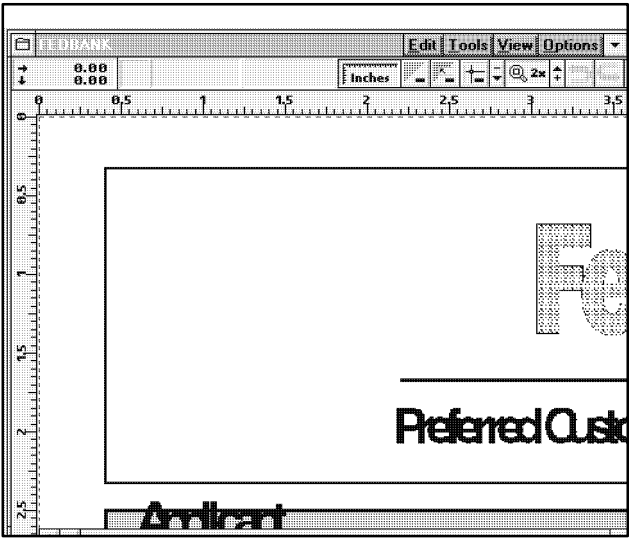 FEDBANK Edit Tools View Options
0.00 Inches 2x
0.00
0 0,5 1 1,5 2 2,5 3 3,5
0
0,5
1
Fe
1,5
Preferred Custo
2
2,5
Applicant